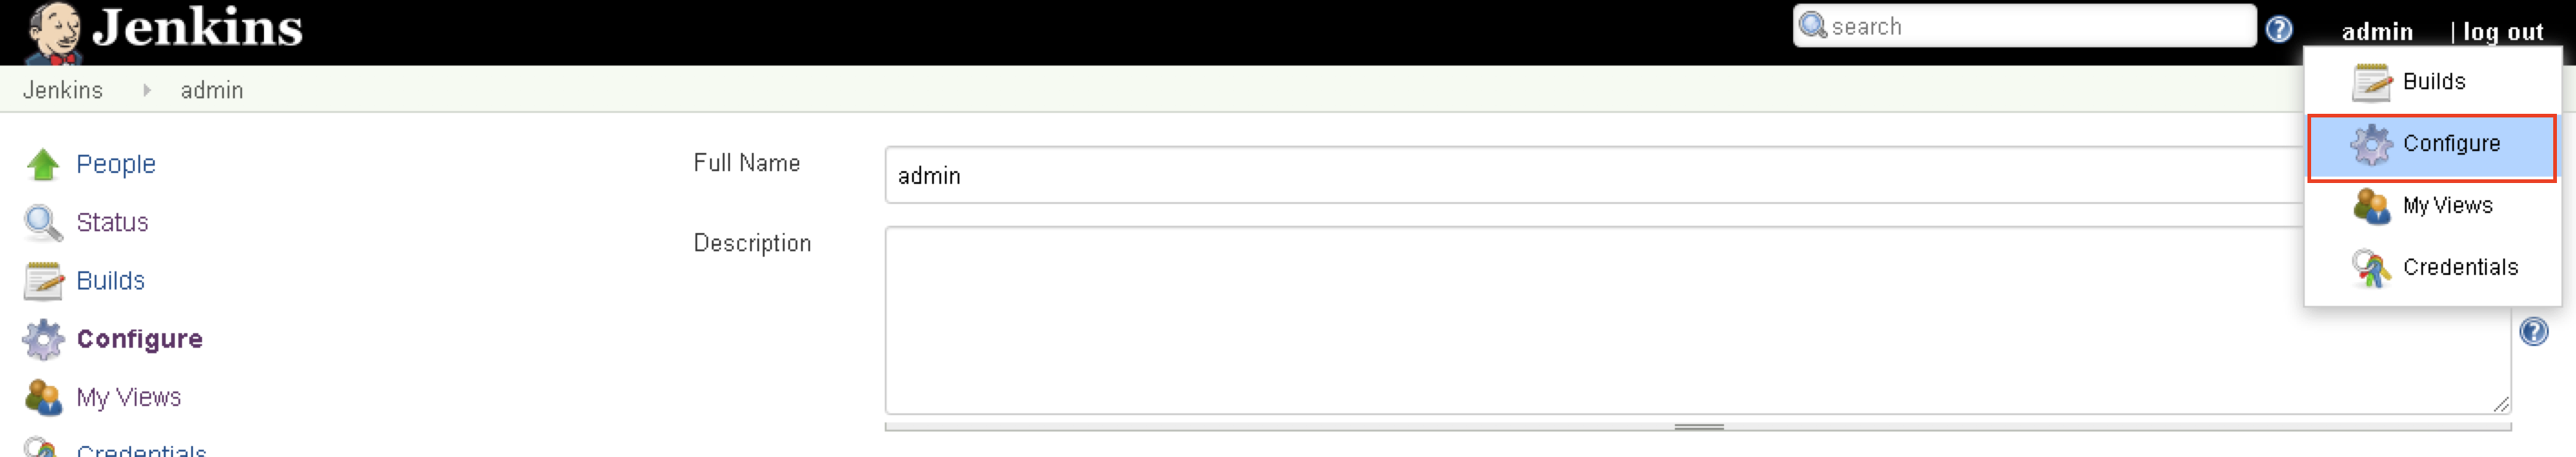 Jenkins
search
?
admin
| log out
Jenkins
admin
Builds
Configure
My Views
Credentials
People
Status
Builds
Configure
My Views
Credentials
Full Name
admin
Description
?